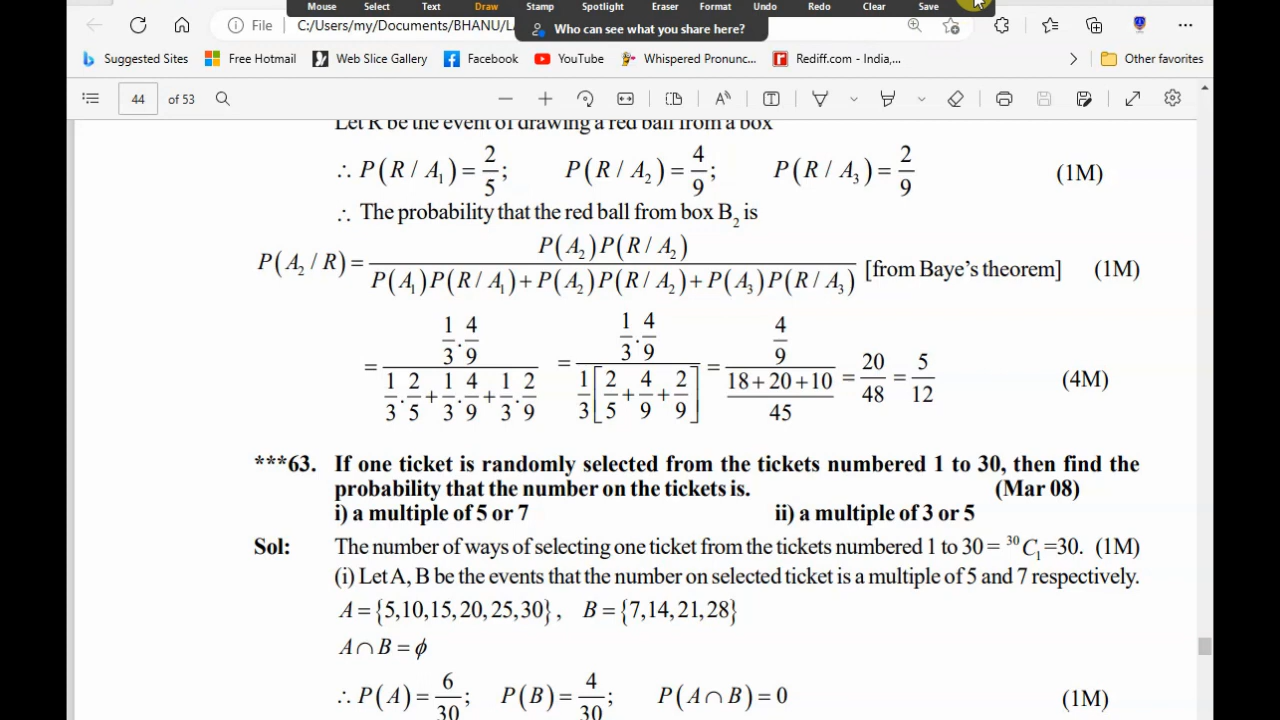 Mouse Select Text Draw Stamp Spotlight Eraser Format Undo Redo Clear Save
File C:/Users/my/Documents/BHANU/L
Who can see what you share here?
Suggested Sites Free Hotmail Web Slice Gallery Facebook YouTube Whispered Pronunc... Rediff.com - India,... Other favorites
44 of 53
Let R be the event of drawing a red ball from a box
∴ P(R / A₁) = 2/5; P(R / A₂) = 4/9; P(R / A₃) = 2/9 (1M)
∴ The probability that the red ball from box B₂ is
P(A₂ / R) = P(A₂)P(R / A₂) / P(A₁)P(R / A₁) + P(A₂)P(R / A₂) + P(A₃)P(R / A₃) [from Baye's theorem] (1M)
= (1/3 . 4/9) / (1/3 . 2/5 + 1/3 . 4/9 + 1/3 . 2/9) = (1/3 . 4/9) / (1/3 [2/5 + 4/9 + 2/9]) = (4/9) / ((18 + 20 + 10) / 45) = 20/48 = 5/12 (4M)
***63. If one ticket is randomly selected from the tickets numbered 1 to 30, then find the
probability that the number on the tickets is. (Mar 08)
i) a multiple of 5 or 7 ii) a multiple of 3 or 5
Sol: The number of ways of selecting one ticket from the tickets numbered 1 to 30 = ³⁰C₁ =30. (1M)
(i) Let A, B be the events that the number on selected ticket is a multiple of 5 and 7 respectively.
A = {5,10,15,20,25,30}, B = {7,14,21,28}
A ∩ B = ϕ
∴ P(A) = 6/30; P(B) = 4/30; P(A ∩ B) = 0 (1M)